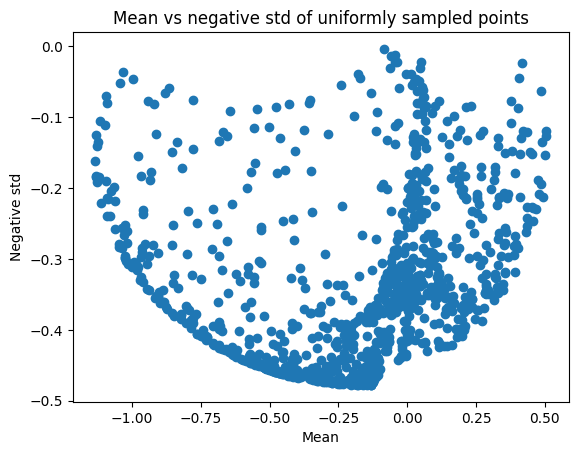 Mean vs negative std of uniformly sampled points
Negative std
0.0
−0.1
−0.2
−0.3
−0.4
−0.5
−1.00 −0.75 −0.50 −0.25 0.00 0.25 0.50
Mean